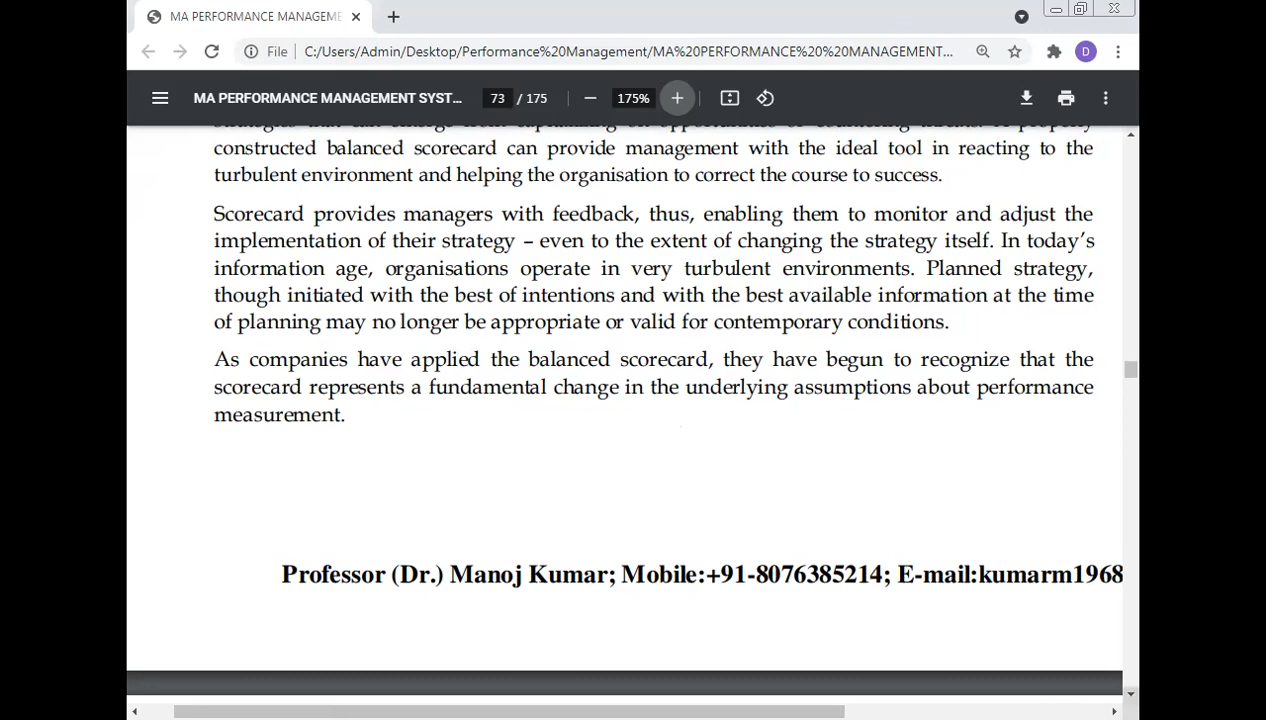 MA PERFORMANCE MANAGEME
File C:/Users/Admin/Desktop/Performance%20Management/MA%20PERFORMANCE%20%20MANAGEMENT... D
MA PERFORMANCE MANAGEMENT SYST... 73 / 175 175%
constructed balanced scorecard can provide management with the ideal tool in reacting to the
turbulent environment and helping the organisation to correct the course to success.
Scorecard provides managers with feedback, thus, enabling them to monitor and adjust the
implementation of their strategy – even to the extent of changing the strategy itself. In today's
information age, organisations operate in very turbulent environments. Planned strategy,
though initiated with the best of intentions and with the best available information at the time
of planning may no longer be appropriate or valid for contemporary conditions.
As companies have applied the balanced scorecard, they have begun to recognize that the
scorecard represents a fundamental change in the underlying assumptions about performance
measurement.
Professor (Dr.) Manoj Kumar; Mobile:+91-8076385214; E-mail:kumarm1968